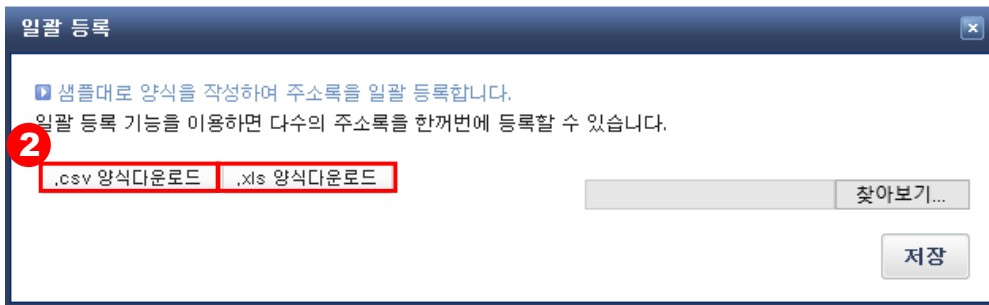 일괄 등록
샘플대로 양식을 작성하여 주소록을 일괄 등록합니다.
일괄 등록 기능을 이용하면 다수의 주소록을 한꺼번에 등록할 수 있습니다.
2
.csv 양식다운로드 .xls 양식다운로드
찾아보기...
저장